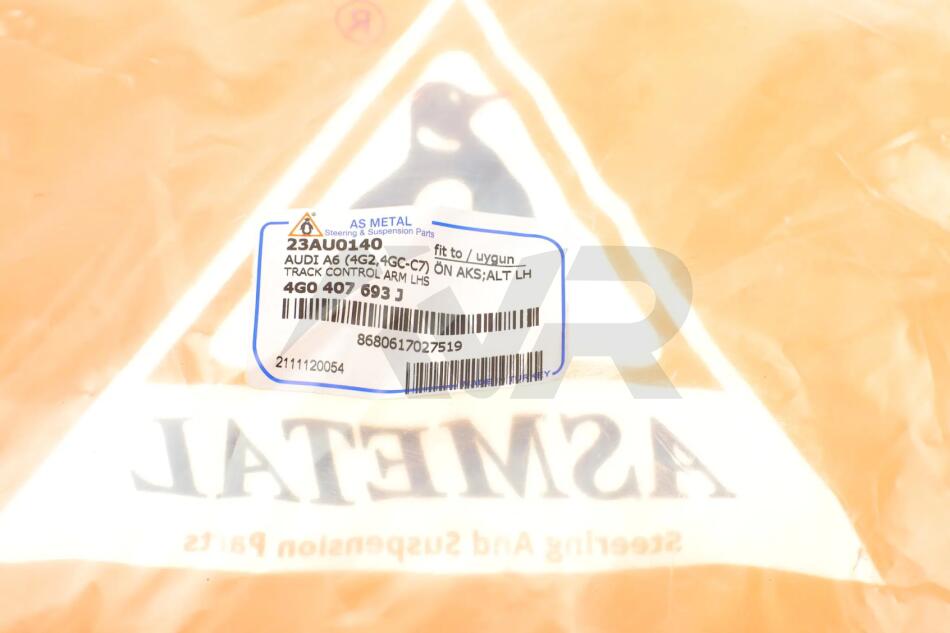 ®
AS METAL
Steering & Suspension Parts
23AU0140
fit to / uygun
AUDI A6 (4G2,4GC-C7) ÖN AKS;ALT LH
TRACK CONTROL ARM LHS
4G0 407 693 J
8680617027519
2111120054
TURKEY
ASMETAL
Steering And Suspension Parts